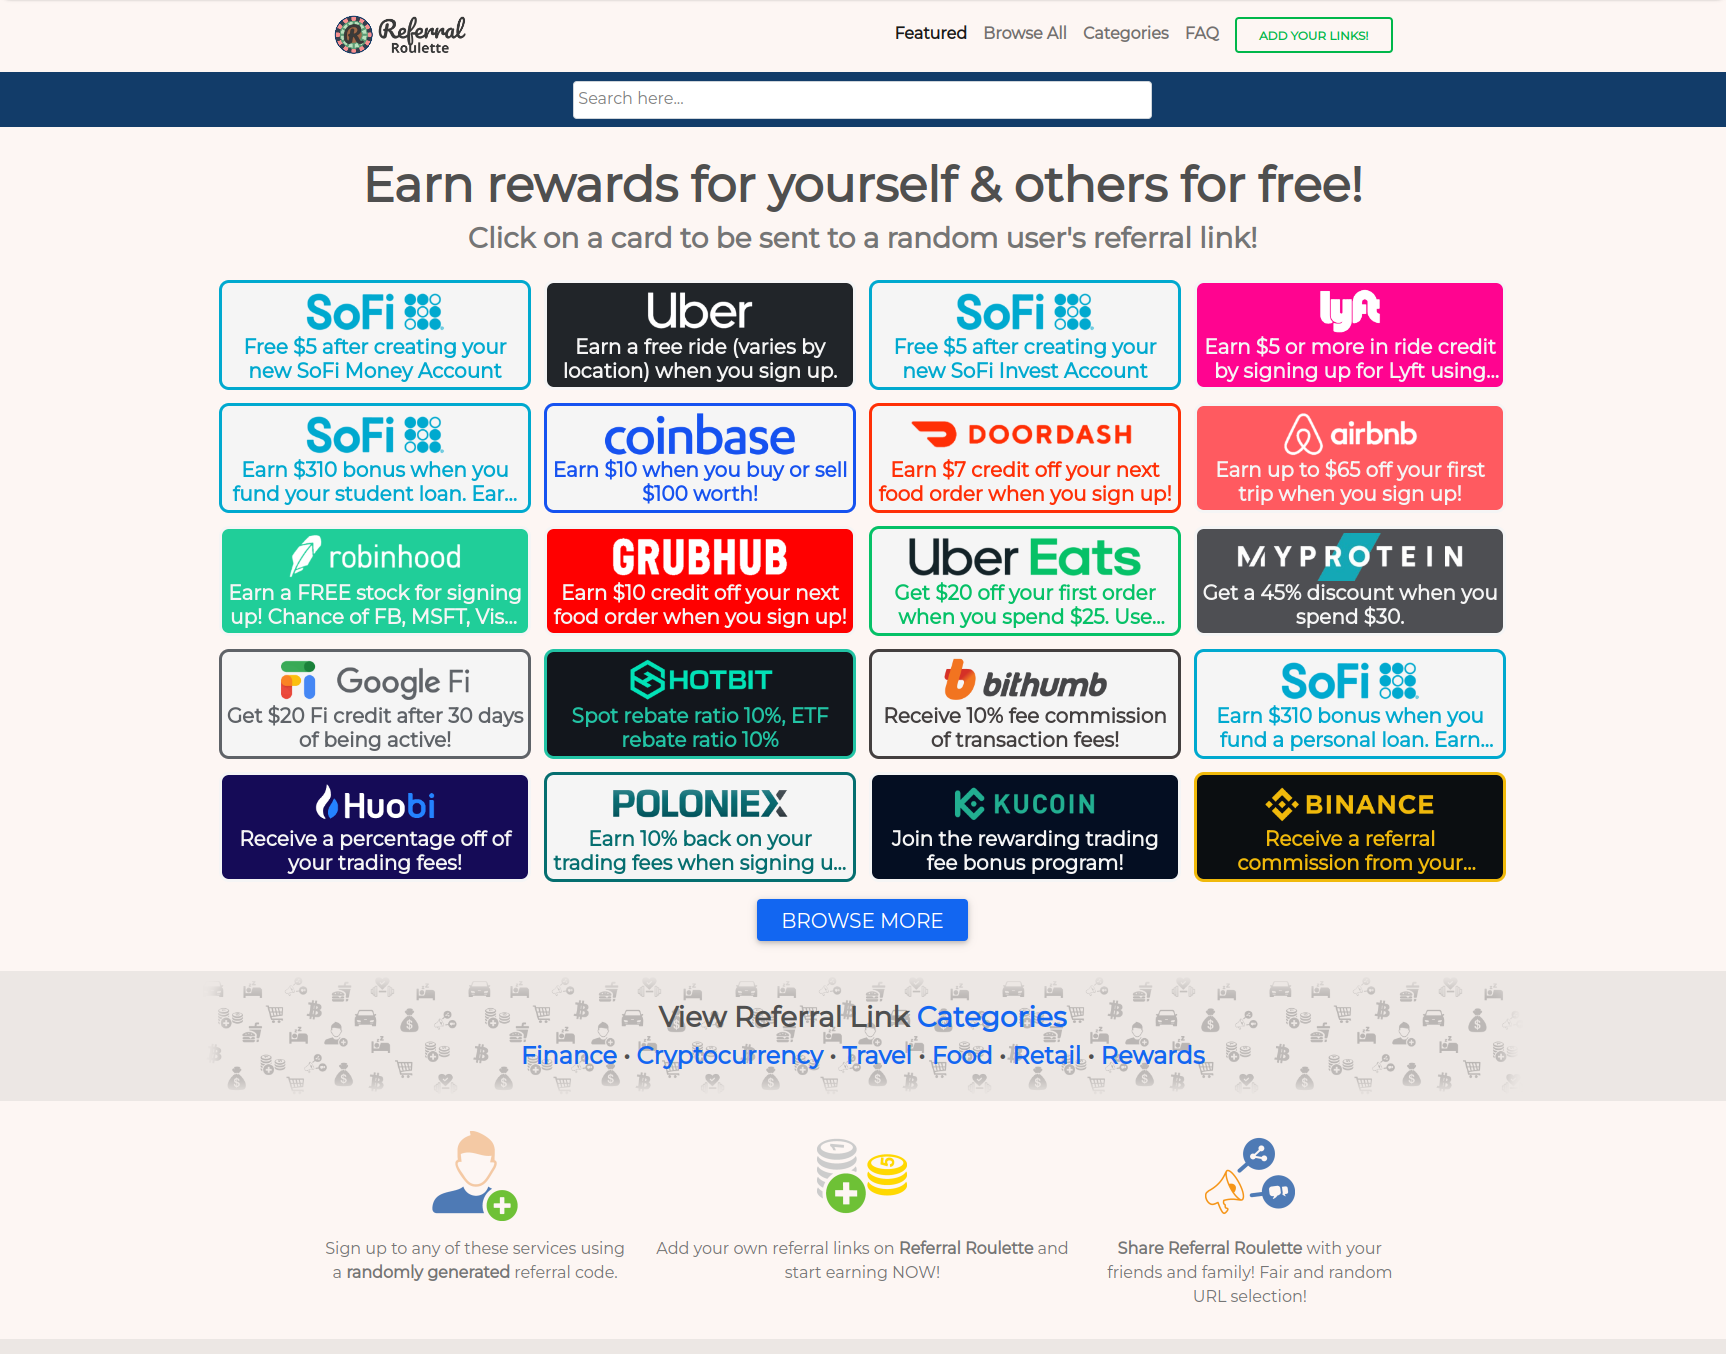 Referral
Roulette
Featured Browse All Categories FAQ ADD YOUR LINKS!
Search here...
Earn rewards for yourself & others for free!
Click on a card to be sent to a random user's referral link!
SoFi
Free $5 after creating your
new SoFi Money Account
Uber
Earn a free ride (varies by
location) when you sign up.
SoFi
Free $5 after creating your
new SoFi Invest Account
lyft
Earn $5 or more in ride credit
by signing up for Lyft using...
SoFi
Earn $310 bonus when you
fund your student loan. Ear...
coinbase
Earn $10 when you buy or sell
$100 worth!
DOORDASH
Earn $7 credit off your next
food order when you sign up!
airbnb
Earn up to $65 off your first
trip when you sign up!
robinhood
Earn a FREE stock for signing
up! Chance of FB, MSFT, Vis...
GRUBHUB
Earn $10 credit off your next
food order when you sign up!
Uber Eats
Get $20 off your first order
when you spend $25. Use...
MYPROTEIN
Get a 45% discount when you
spend $30.
Google Fi
Get $20 Fi credit after 30 days
of being active!
HOTBIT
Spot rebate ratio 10%, ETF
rebate ratio 10%
bithumb
Receive 10% fee commission
of transaction fees!
SoFi
Earn $310 bonus when you
fund a personal loan. Earn...
Huobi
Receive a percentage off of
your trading fees!
POLONIEX
Earn 10% back on your
trading fees when signing u...
KUCOIN
Join the rewarding trading
fee bonus program!
BINANCE
Receive a referral
commission from your...
BROWSE MORE
View Referral Link Categories
Finance • Cryptocurrency • Travel • Food • Retail • Rewards
Sign up to any of these services using
a randomly generated referral code.
Add your own referral links on Referral Roulette and
start earning NOW!
Share Referral Roulette with your
friends and family! Fair and random
URL selection!